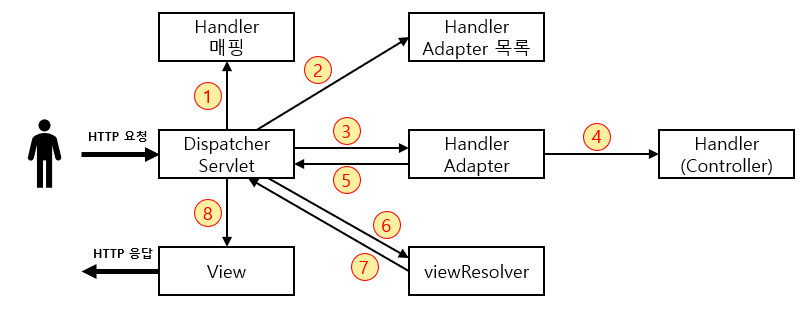 Handler
매핑
Handler
Adapter 목록
1
2
HTTP 요청
Dispatcher
Servlet
3
5
Handler
Adapter
4
Handler
(Controller)
8
6
7
HTTP 응답
View
viewResolver